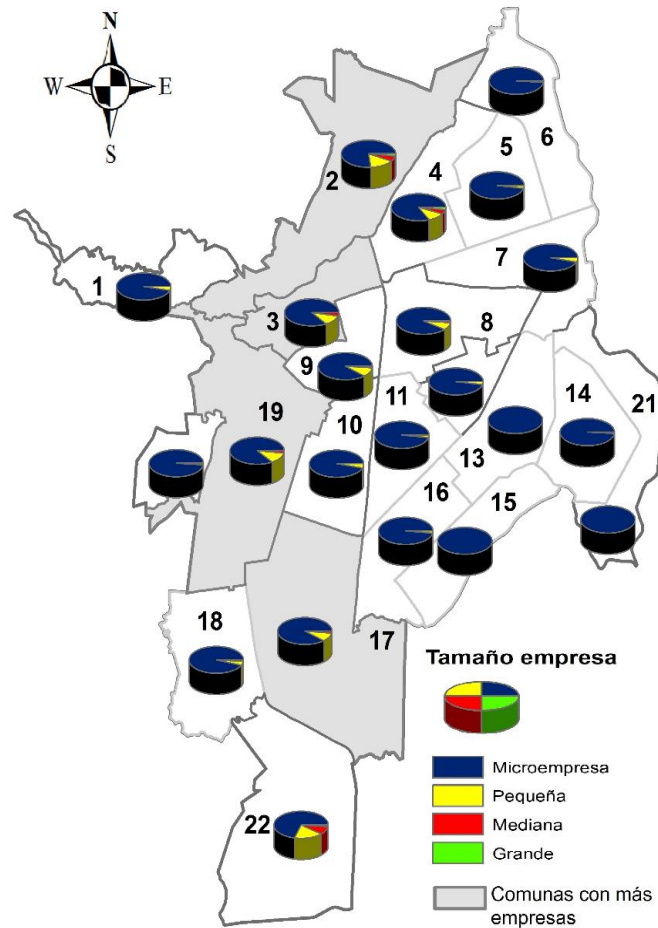 N
W E
S
6
5
4
2
7
1
8
3
9
14
21
11
19
10
13
16
15
18
17
22
Tamaño empresa
Microempresa
Pequeña
Mediana
Grande
Comunas con más
empresas